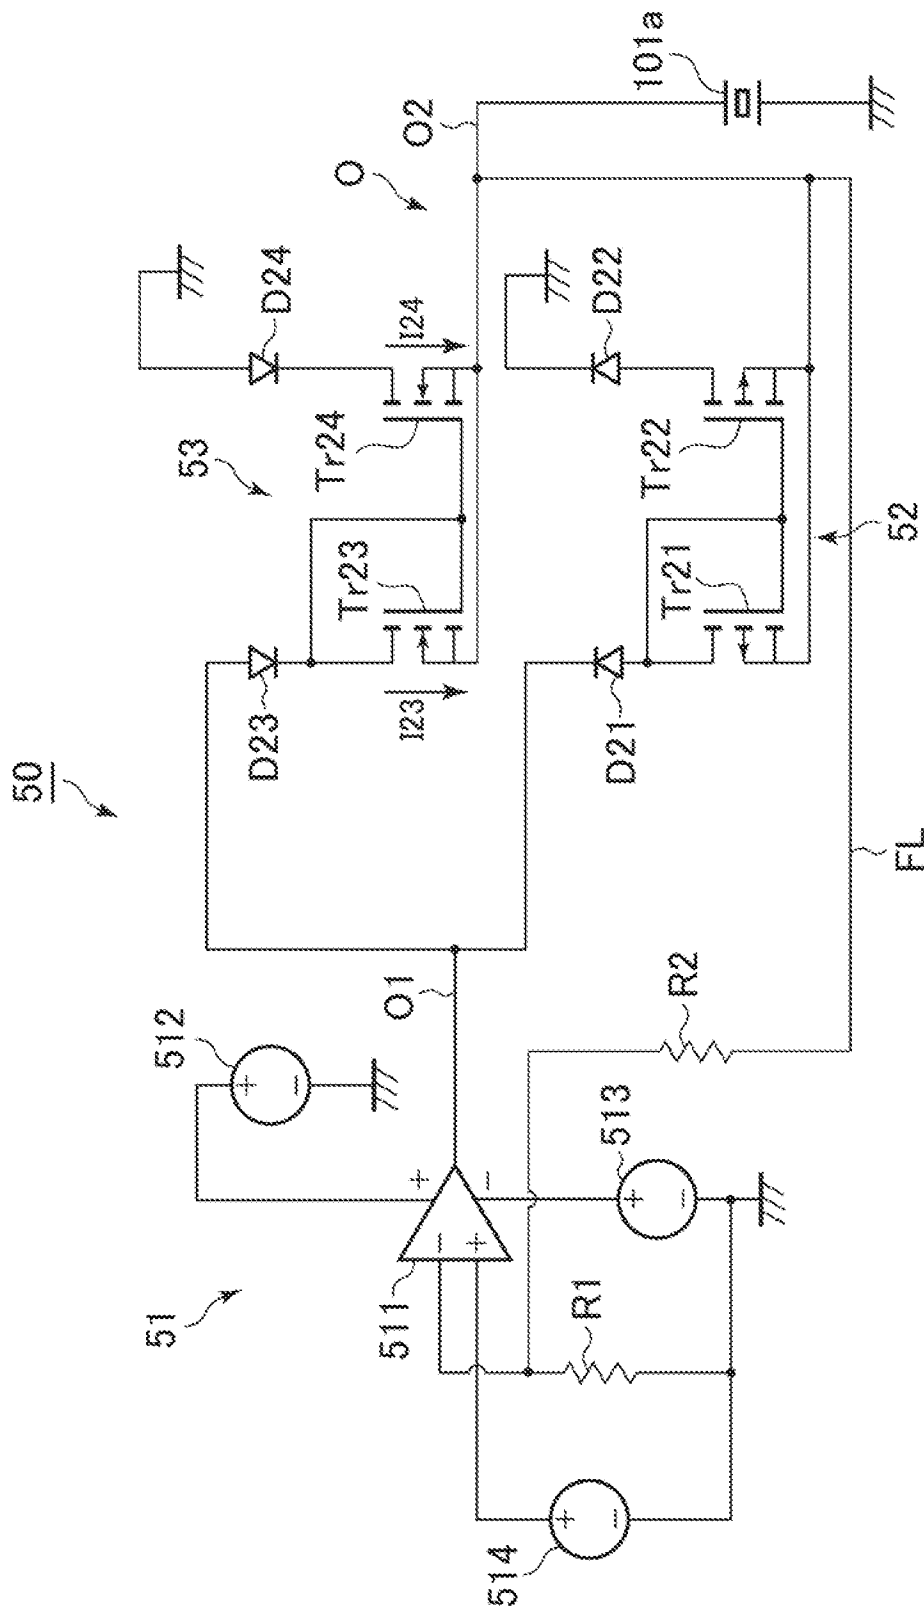 50
51
512
511
+
−
−
+
+
−
O1
513
+
−
514
+
−
R1
R2
FL
53
D23
D24
Tr23
Tr24
I23
I24
O
O2
101a
D21
D22
Tr21
Tr22
52